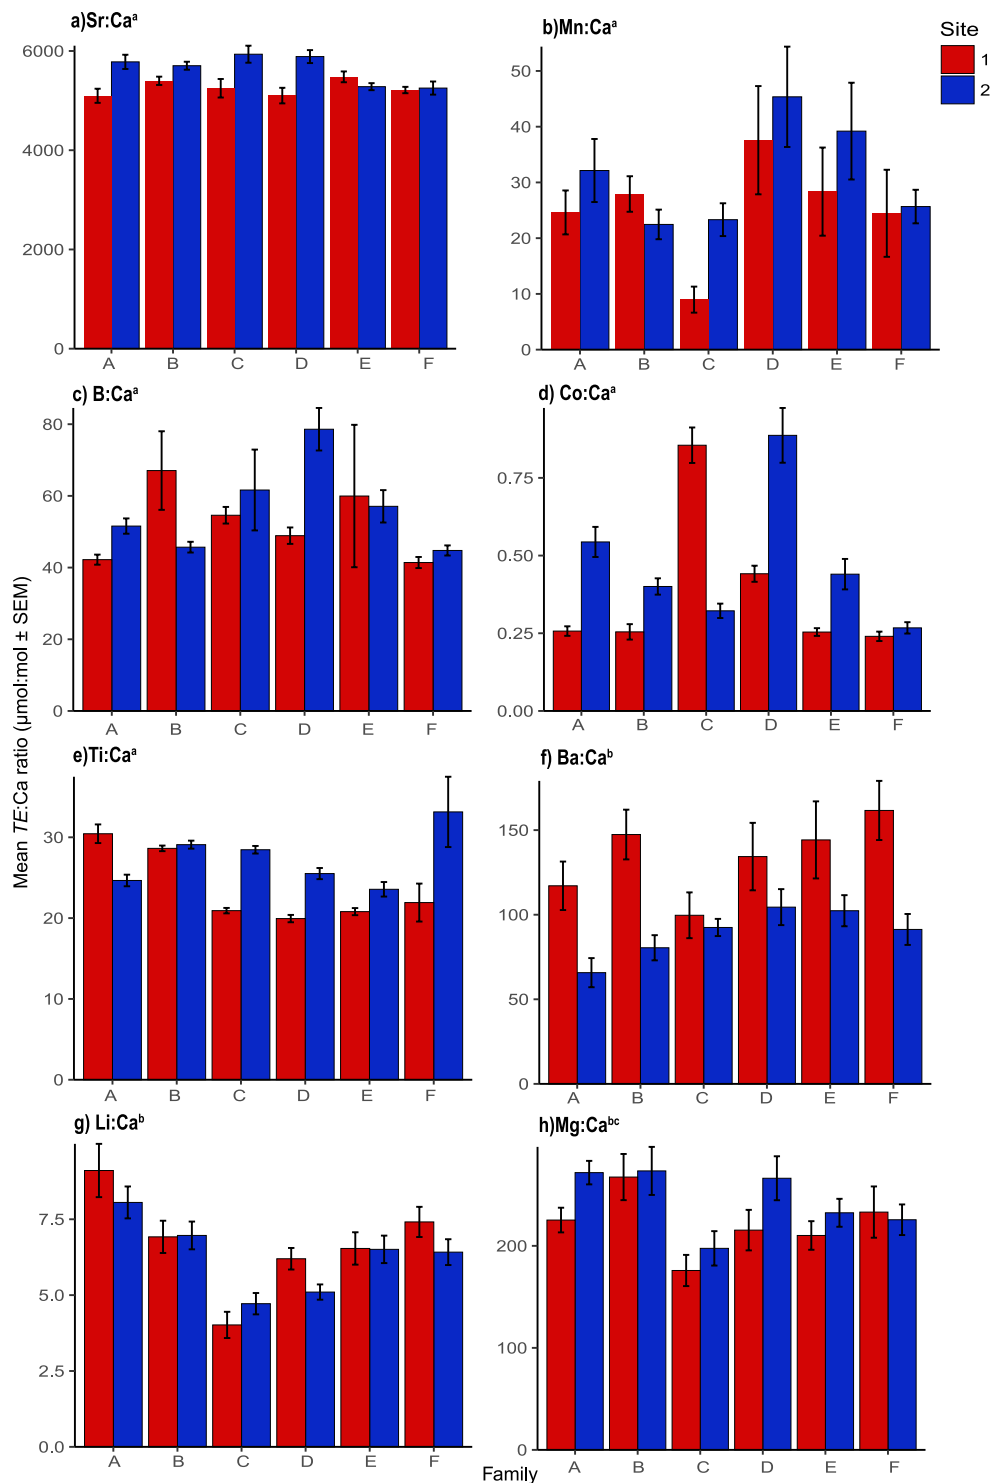 a)Sr:Caᵃ
6000
4000
2000
0
A B C D E F
b)Mn:Caᵃ
50
40
30
20
10
0
A B C D E F
Site
1
2
c) B:Caᵃ
80
60
40
20
0
A B C D E F
d) Co:Caᵃ
0.75
0.50
0.25
0.00
A B C D E F
Mean TE:Ca ratio (μmol:mol ± SEM)
e)Ti:Caᵃ
30
20
10
0
A B C D E F
f) Ba:Caᵇ
150
100
50
0
A B C D E F
g) Li:Caᵇ
7.5
5.0
2.5
0.0
A B C D E F
h)Mg:Caᵇᶜ
200
100
0
A B C D E F
Family